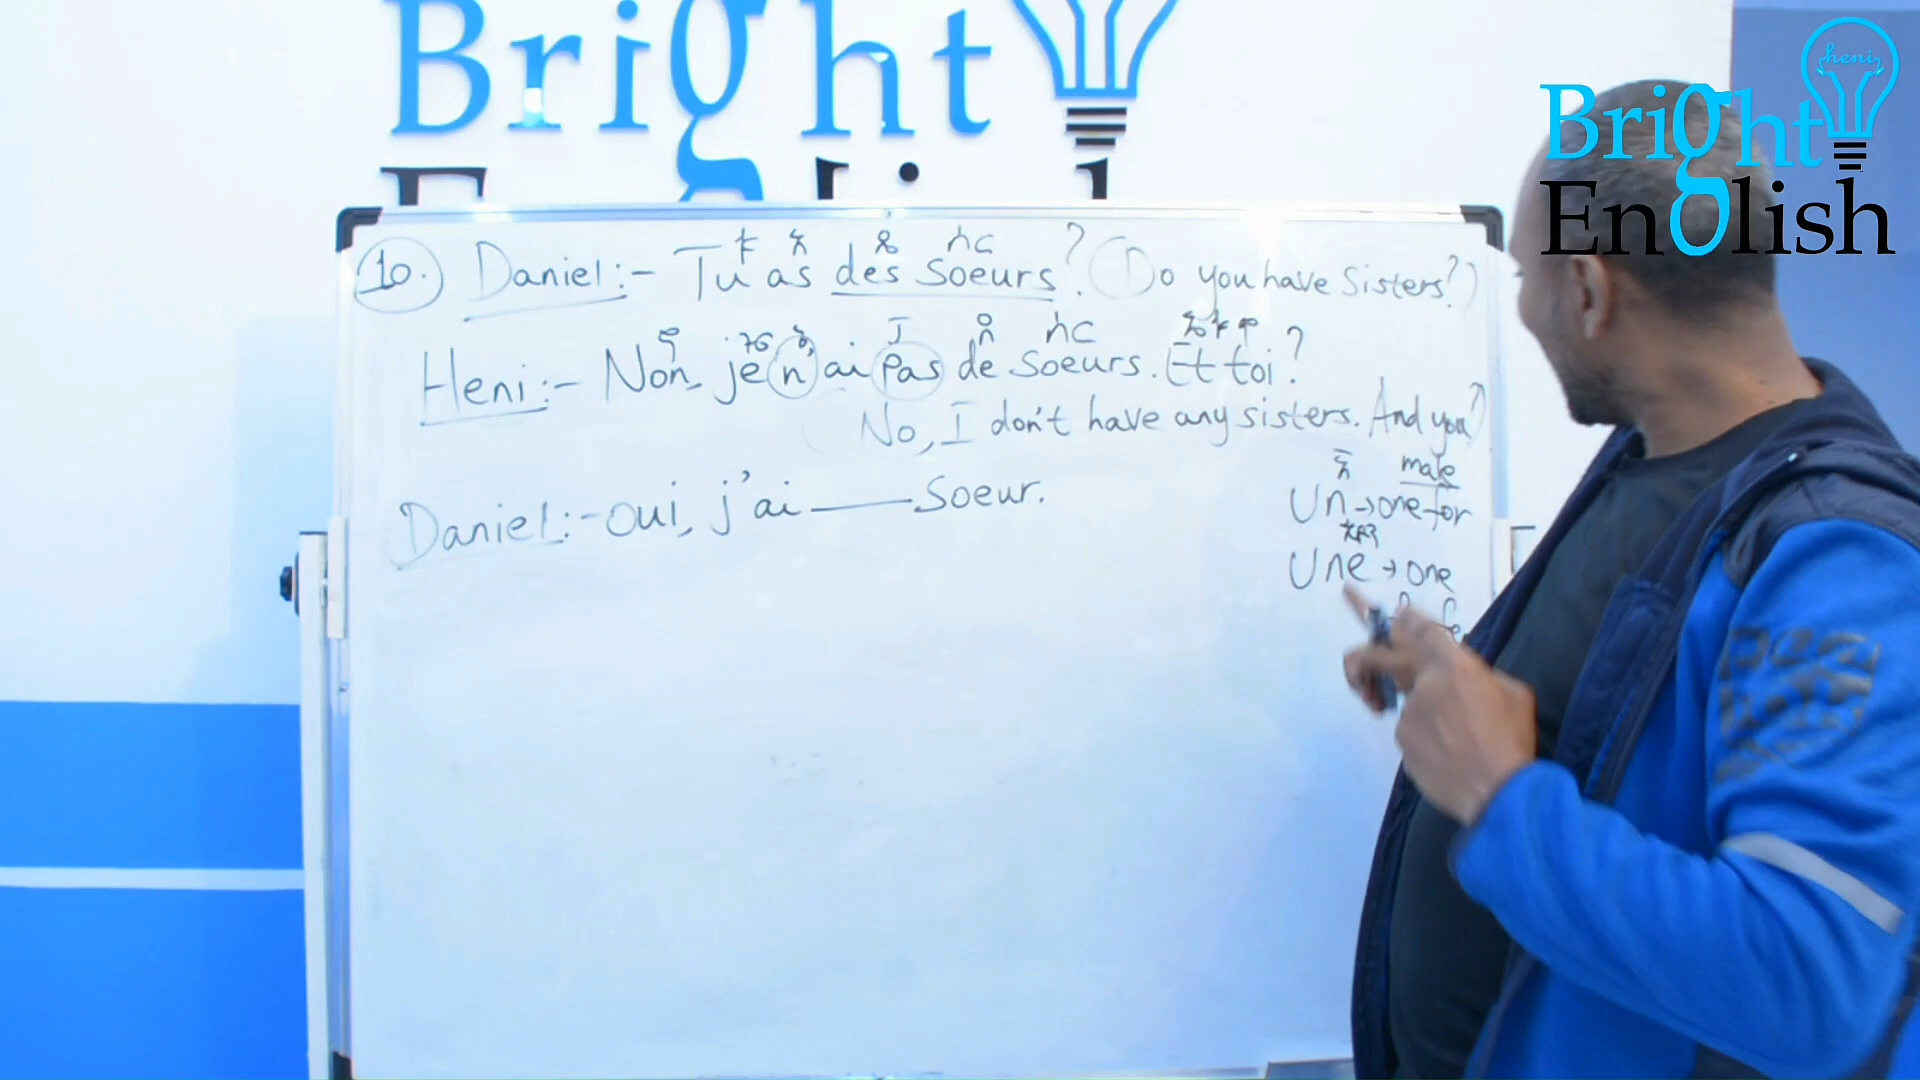 Bright
heni
Bright
English
10. Daniel:- Tu as des soeurs? (Do you have sisters?)
Heni:- Non, je n'ai pas de soeurs. Et toi?
No, I don't have any sisters. And you?
male
Un → one for
Une → one
Daniel:- oui, j'ai ____ soeur.